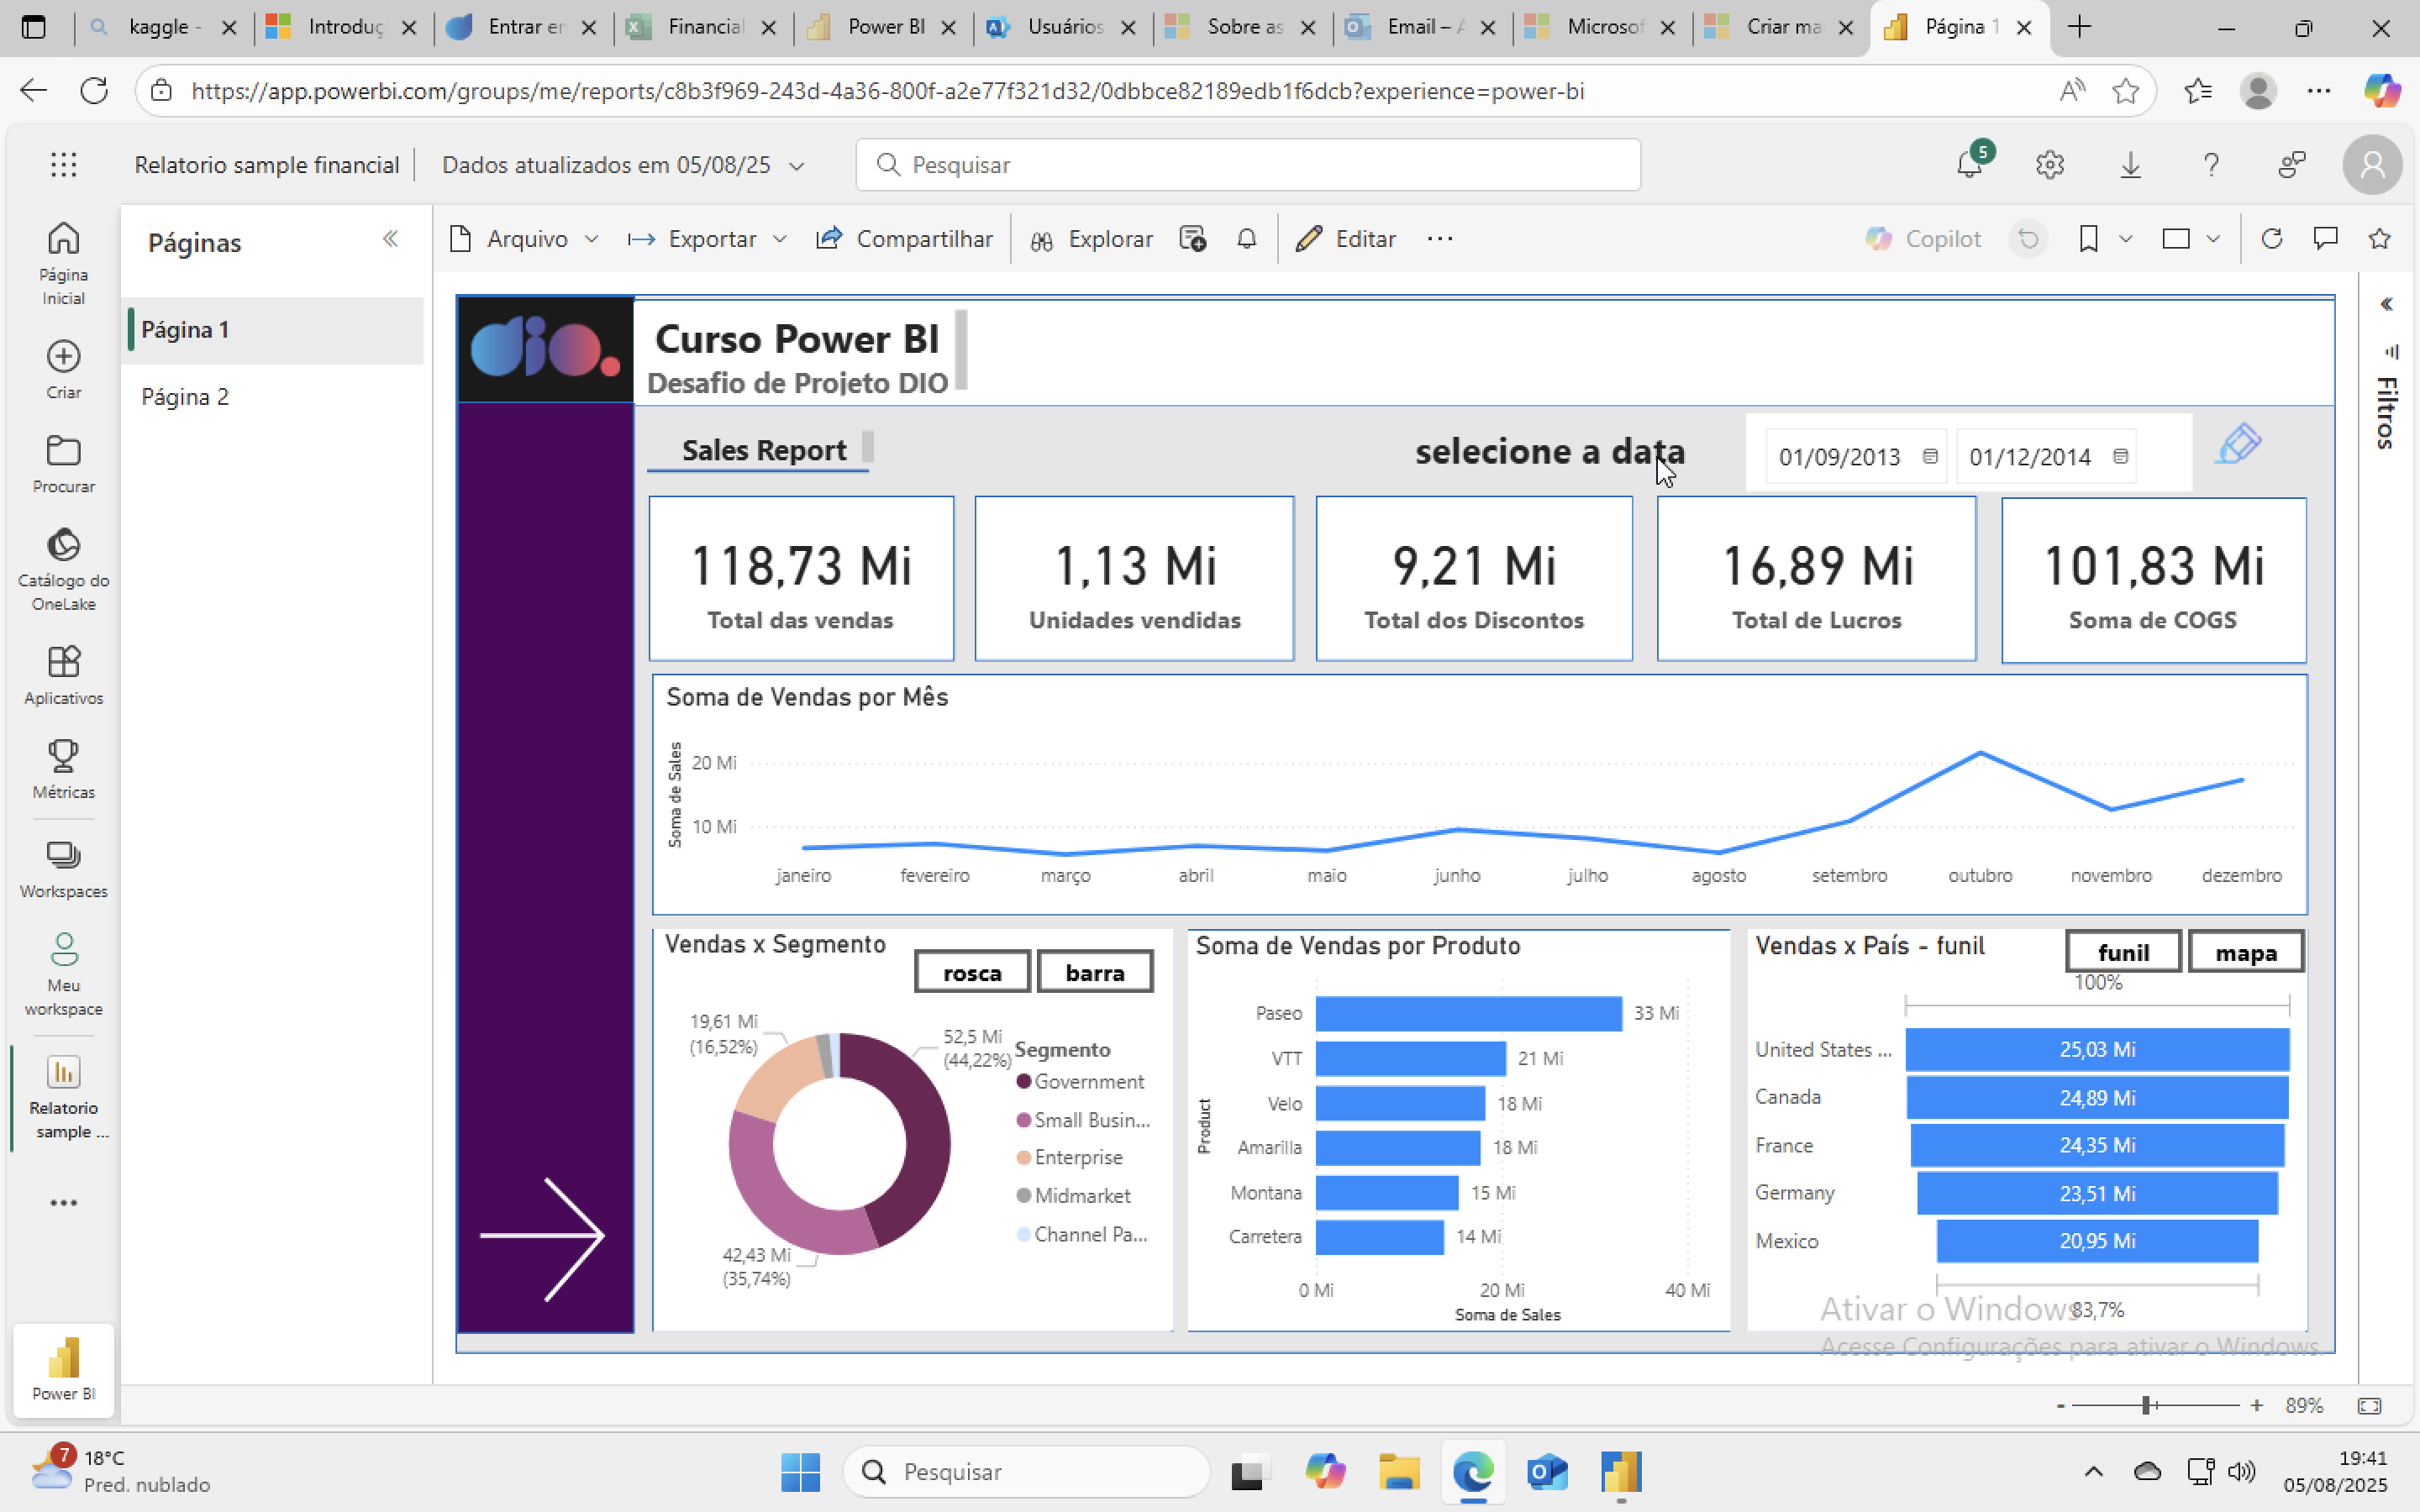 kaggle -
Introduç
Entrar en
Financial
Power BI
Usuários
Sobre as
Email – A
Microsof
Criar ma
Página 1
https://app.powerbi.com/groups/me/reports/c8b3f969-243d-4a36-800f-a2e77f321d32/0dbbce82189edb1f6dcb?experience=power-bi
Relatorio sample financial
Dados atualizados em 05/08/25
Pesquisar
5
Página Inicial
Criar
Procurar
Catálogo do OneLake
Aplicativos
Métricas
Workspaces
Meu workspace
Relatorio sample ...
Power BI
Páginas
Página 1
Página 2
Arquivo
Exportar
Compartilhar
Explorar
Editar
Copilot
Filtros
dio.
Curso Power BI
Desafio de Projeto DIO
Sales Report
selecione a data
01/09/2013
01/12/2014
118,73 Mi
Total das vendas
1,13 Mi
Unidades vendidas
9,21 Mi
Total dos Discontos
16,89 Mi
Total de Lucros
101,83 Mi
Soma de COGS
Soma de Vendas por Mês
Soma de Sales
20 Mi
10 Mi
janeiro fevereiro março abril maio junho julho agosto setembro outubro novembro dezembro
Vendas x Segmento
rosca
barra
19,61 Mi
(16,52%)
52,5 Mi
(44,22%)
42,43 Mi
(35,74%)
Segmento
Government
Small Busin...
Enterprise
Midmarket
Channel Pa...
Soma de Vendas por Produto
Product
Paseo 33 Mi
VTT 21 Mi
Velo 18 Mi
Amarilla 18 Mi
Montana 15 Mi
Carretera 14 Mi
0 Mi 20 Mi 40 Mi
Soma de Sales
Vendas x País - funil
funil
mapa
100%
United States ... 25,03 Mi
Canada 24,89 Mi
France 24,35 Mi
Germany 23,51 Mi
Mexico 20,95 Mi
83,7%
Ativar o Windows
Acesse Configurações para ativar o Windows.
89%
7
18°C
Pred. nublado
Pesquisar
19:41
05/08/2025